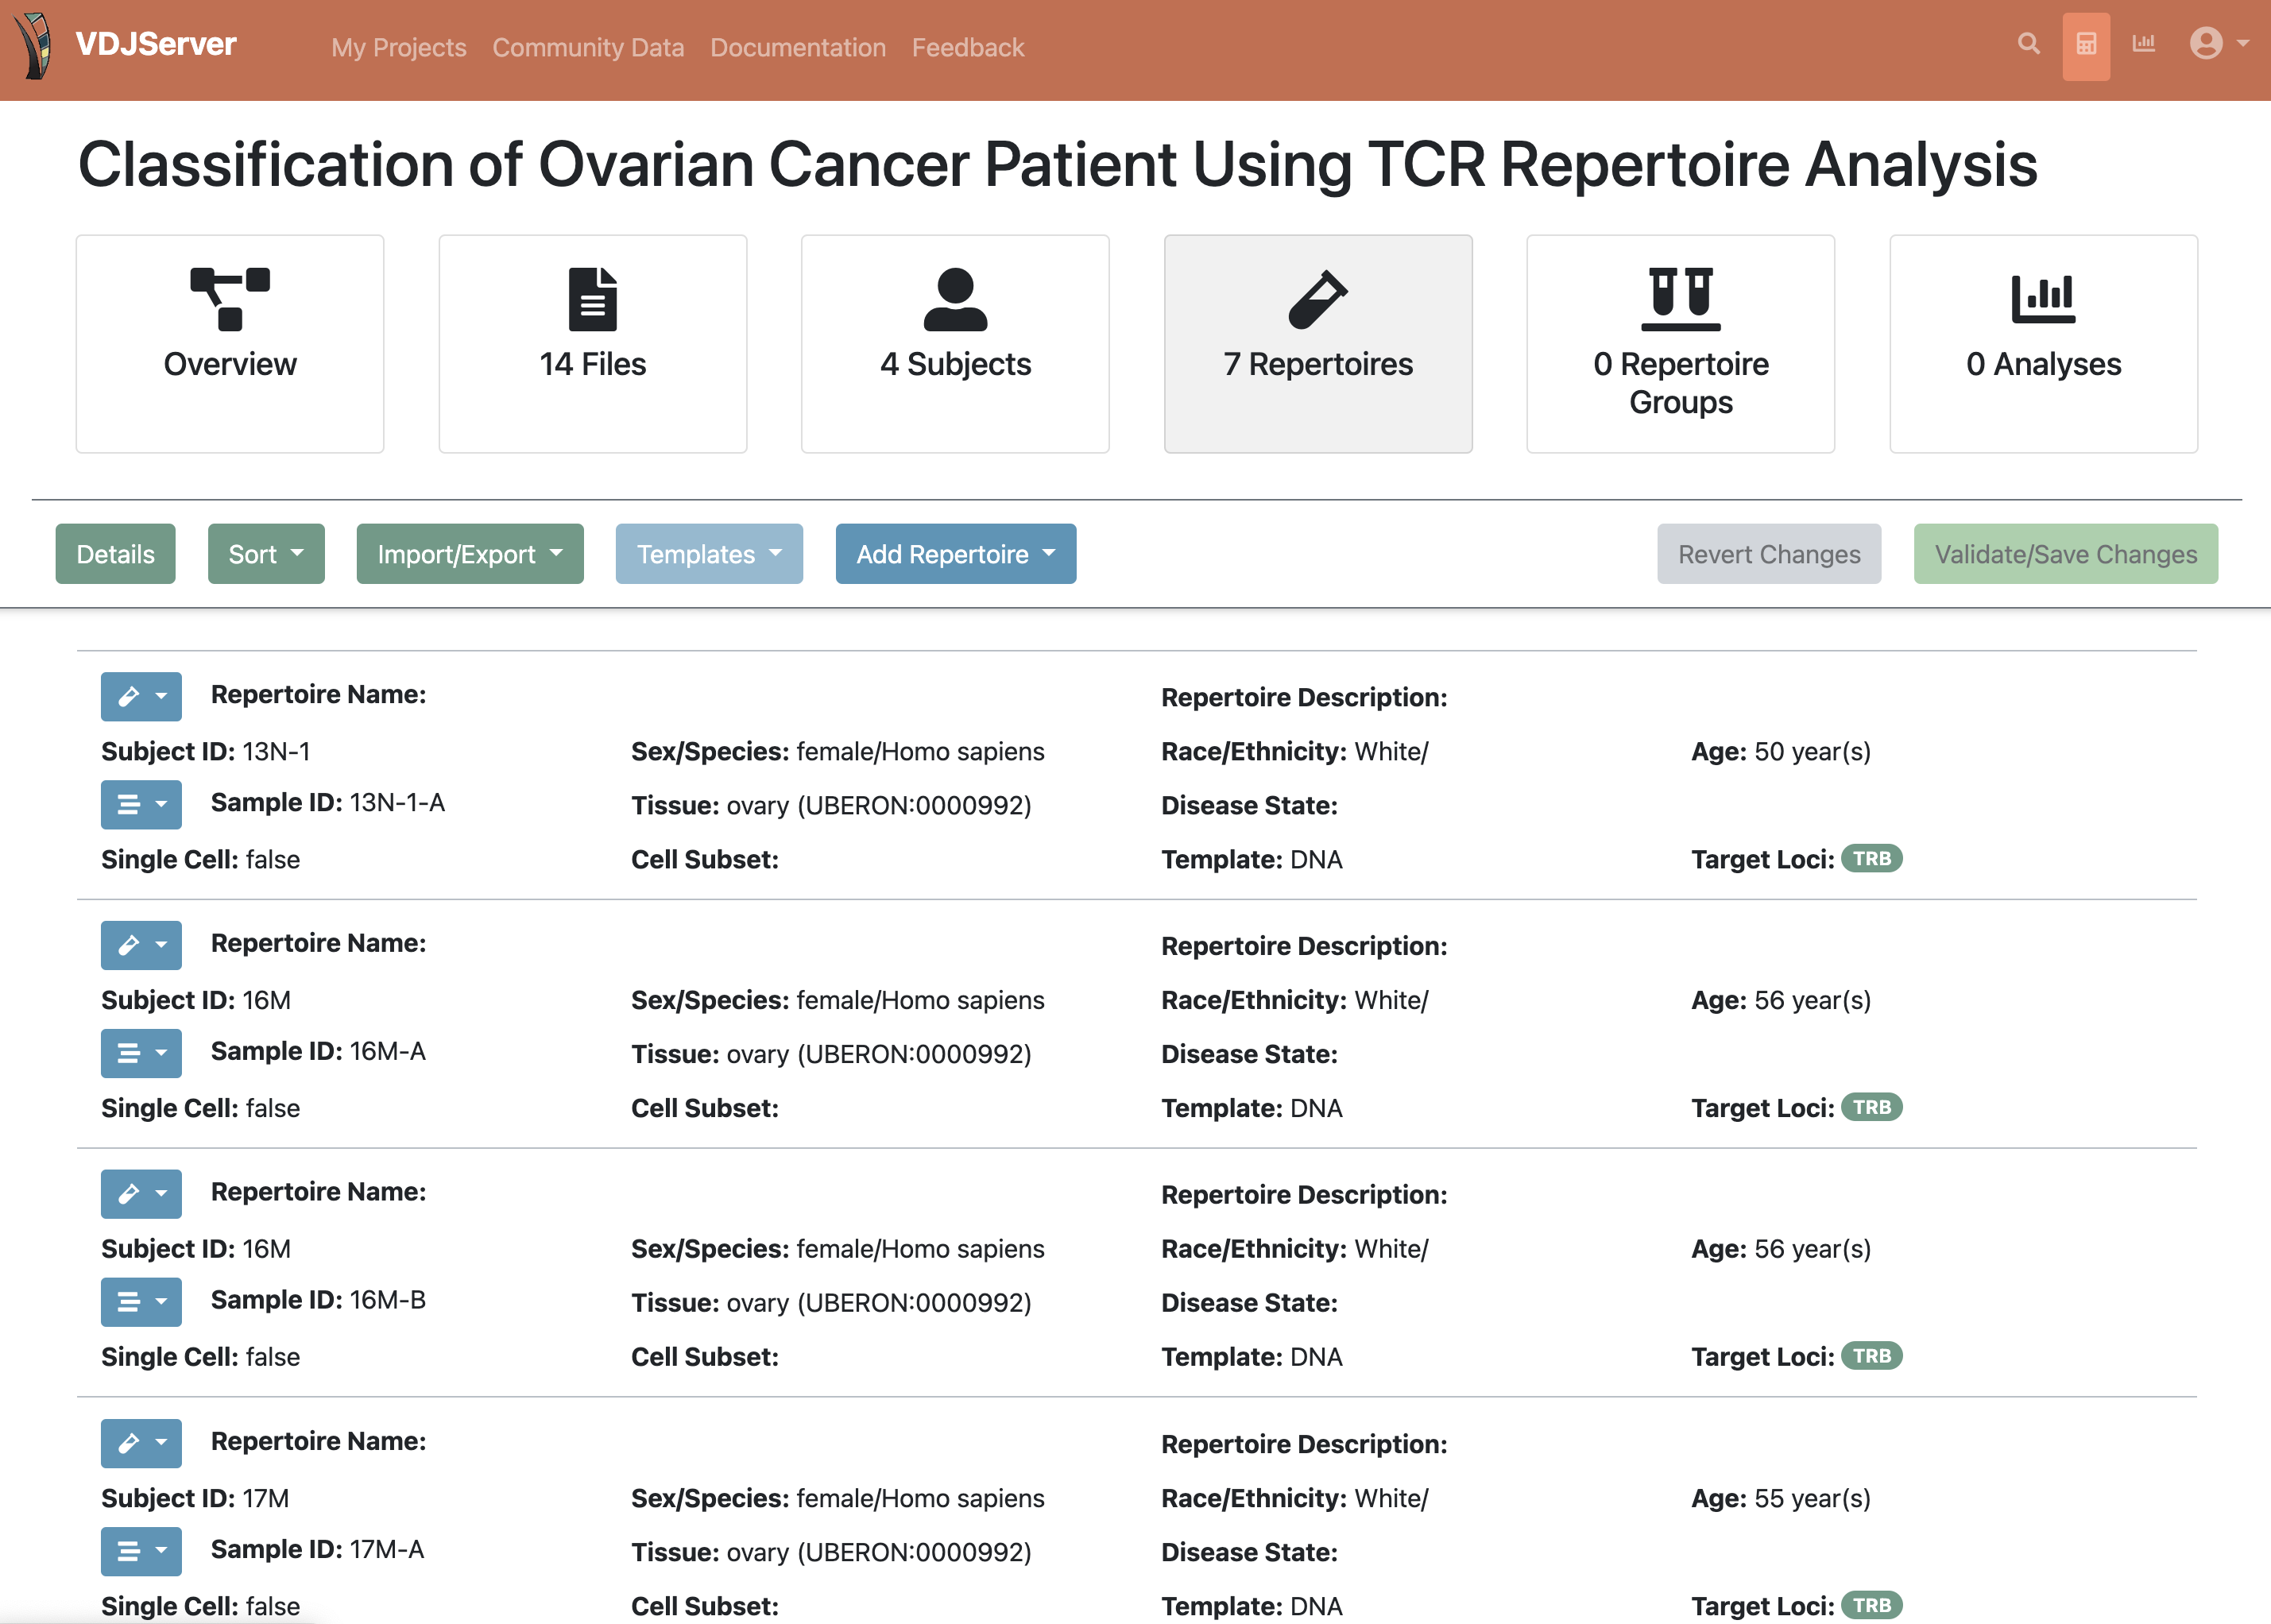 VDJServer My Projects Community Data Documentation Feedback
Classification of Ovarian Cancer Patient Using TCR Repertoire Analysis
Overview
14 Files
4 Subjects
7 Repertoires
0 Repertoire
Groups
0 Analyses
Details Sort Import/Export Templates Add Repertoire Revert Changes Validate/Save Changes
Repertoire Name: Repertoire Description:
Subject ID: 13N-1 Sex/Species: female/Homo sapiens Race/Ethnicity: White/ Age: 50 year(s)
Sample ID: 13N-1-A Tissue: ovary (UBERON:0000992) Disease State:
Single Cell: false Cell Subset: Template: DNA Target Loci: TRB
Repertoire Name: Repertoire Description:
Subject ID: 16M Sex/Species: female/Homo sapiens Race/Ethnicity: White/ Age: 56 year(s)
Sample ID: 16M-A Tissue: ovary (UBERON:0000992) Disease State:
Single Cell: false Cell Subset: Template: DNA Target Loci: TRB
Repertoire Name: Repertoire Description:
Subject ID: 16M Sex/Species: female/Homo sapiens Race/Ethnicity: White/ Age: 56 year(s)
Sample ID: 16M-B Tissue: ovary (UBERON:0000992) Disease State:
Single Cell: false Cell Subset: Template: DNA Target Loci: TRB
Repertoire Name: Repertoire Description:
Subject ID: 17M Sex/Species: female/Homo sapiens Race/Ethnicity: White/ Age: 55 year(s)
Sample ID: 17M-A Tissue: ovary (UBERON:0000992) Disease State:
Single Cell: false Cell Subset: Template: DNA Target Loci: TRB